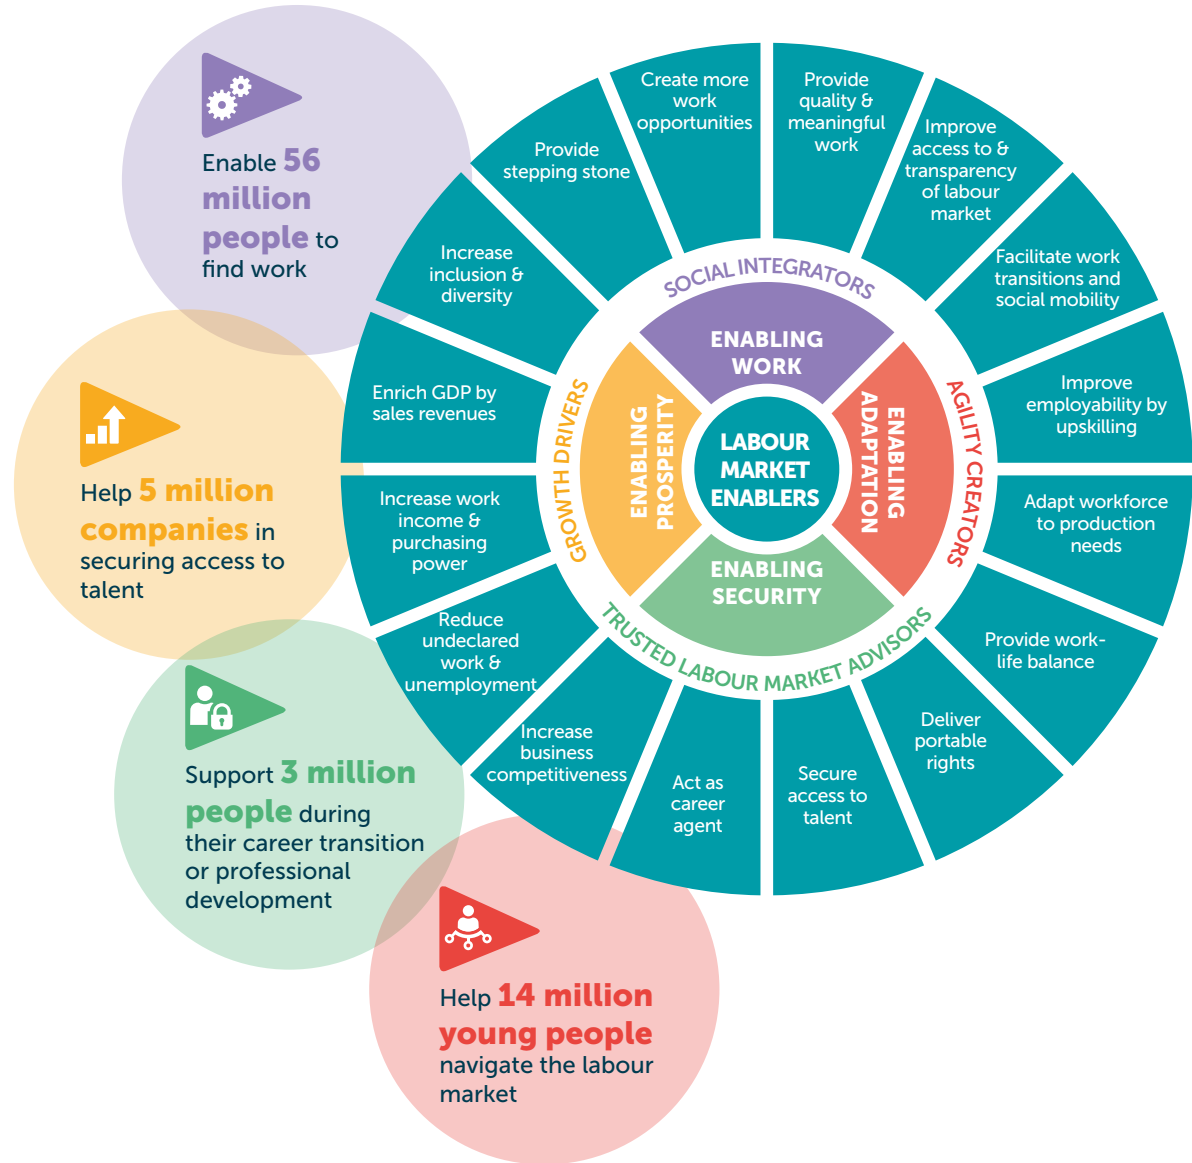 Enable 56
million
people to
find work
Help 5 million
companies in
securing access to
talent
Support 3 million
people during
their career transition
or professional
development
Help 14 million
young people
navigate the labour
market
Create more
work
opportunities
Provide
quality &
meaningful
work
Improve
access to &
transparency
of labour
market
Facilitate work
transitions and
social mobility
Improve
employability by
upskilling
Adapt workforce
to production
needs
Provide work-
life balance
Deliver
portable
rights
Secure
access to
talent
Act as
career
agent
Increase
business
competitiveness
Reduce
undeclared
work &
unemployment
Increase work
income &
purchasing
power
Enrich GDP by
sales revenues
Increase
inclusion &
diversity
Provide
stepping stone
SOCIAL INTEGRATORS
AGILITY CREATORS
TRUSTED LABOUR MARKET ADVISORS
GROWTH DRIVERS
ENABLING
WORK
ENABLING
ADAPTATION
ENABLING
SECURITY
ENABLING
PROSPERITY
LABOUR
MARKET
ENABLERS